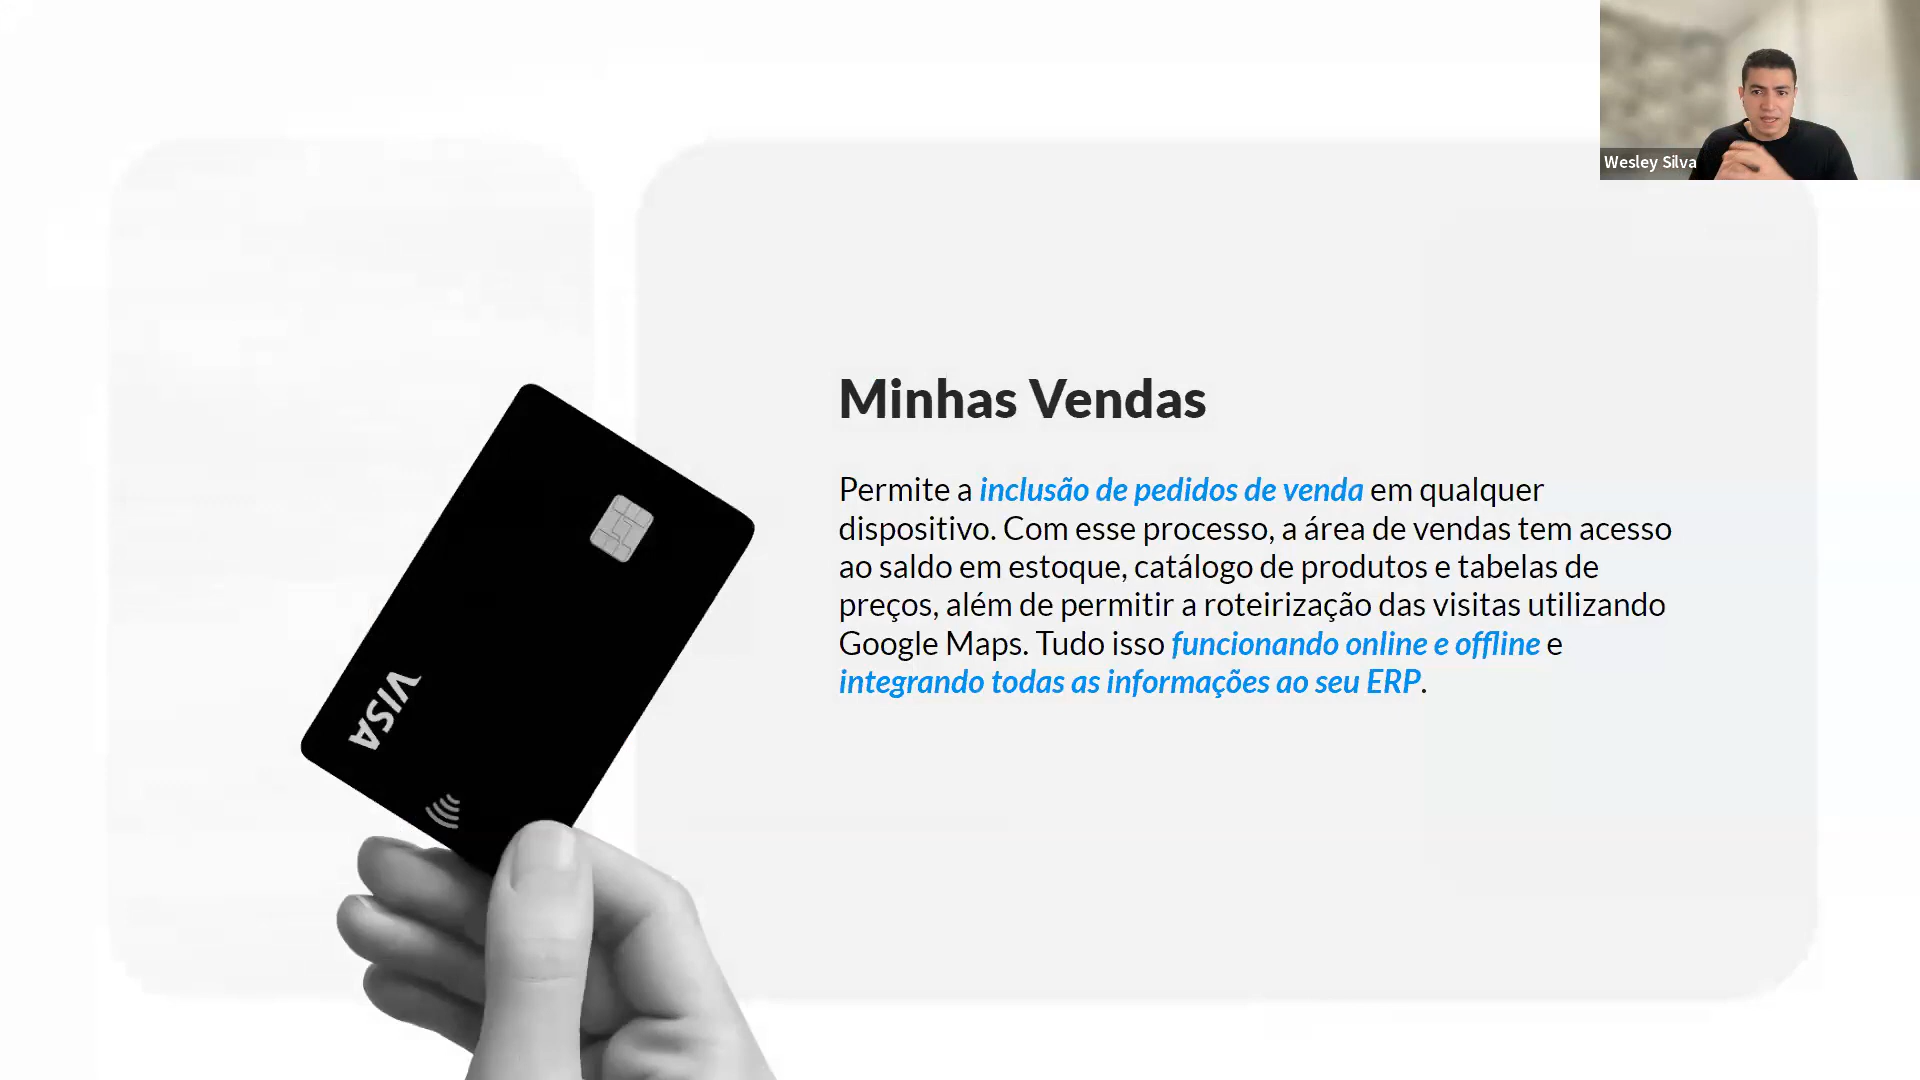 Wesley Silva
Minhas Vendas
Permite a inclusão de pedidos de venda em qualquer
dispositivo. Com esse processo, a área de vendas tem acesso
ao saldo em estoque, catálogo de produtos e tabelas de
preços, além de permitir a roteirização das visitas utilizando
Google Maps. Tudo isso funcionando online e offline e
integrando todas as informações ao seu ERP.
VISA